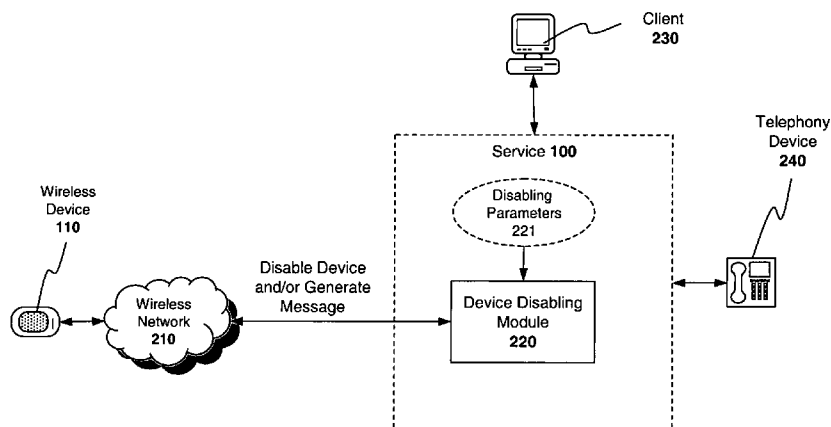 Client
230
Telephony
Device
240
Service 100
Wireless
Device
110
Disabling
Parameters
221
Disable Device
and/or Generate
Message
Wireless
Network
210
Device Disabling
Module
220